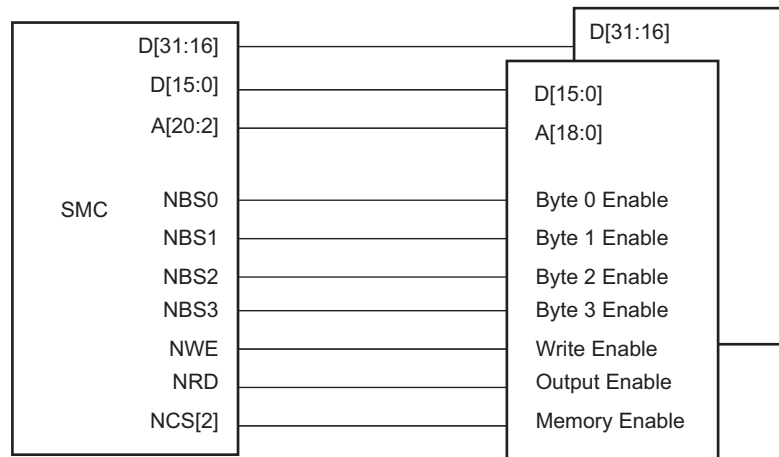 D[31:16]
D[15:0]
A[20:2]
SMC
NBS0
NBS1
NBS2
NBS3
NWE
NRD
NCS[2]
D[31:16]
D[15:0]
A[18:0]
Byte 0 Enable
Byte 1 Enable
Byte 2 Enable
Byte 3 Enable
Write Enable
Output Enable
Memory Enable